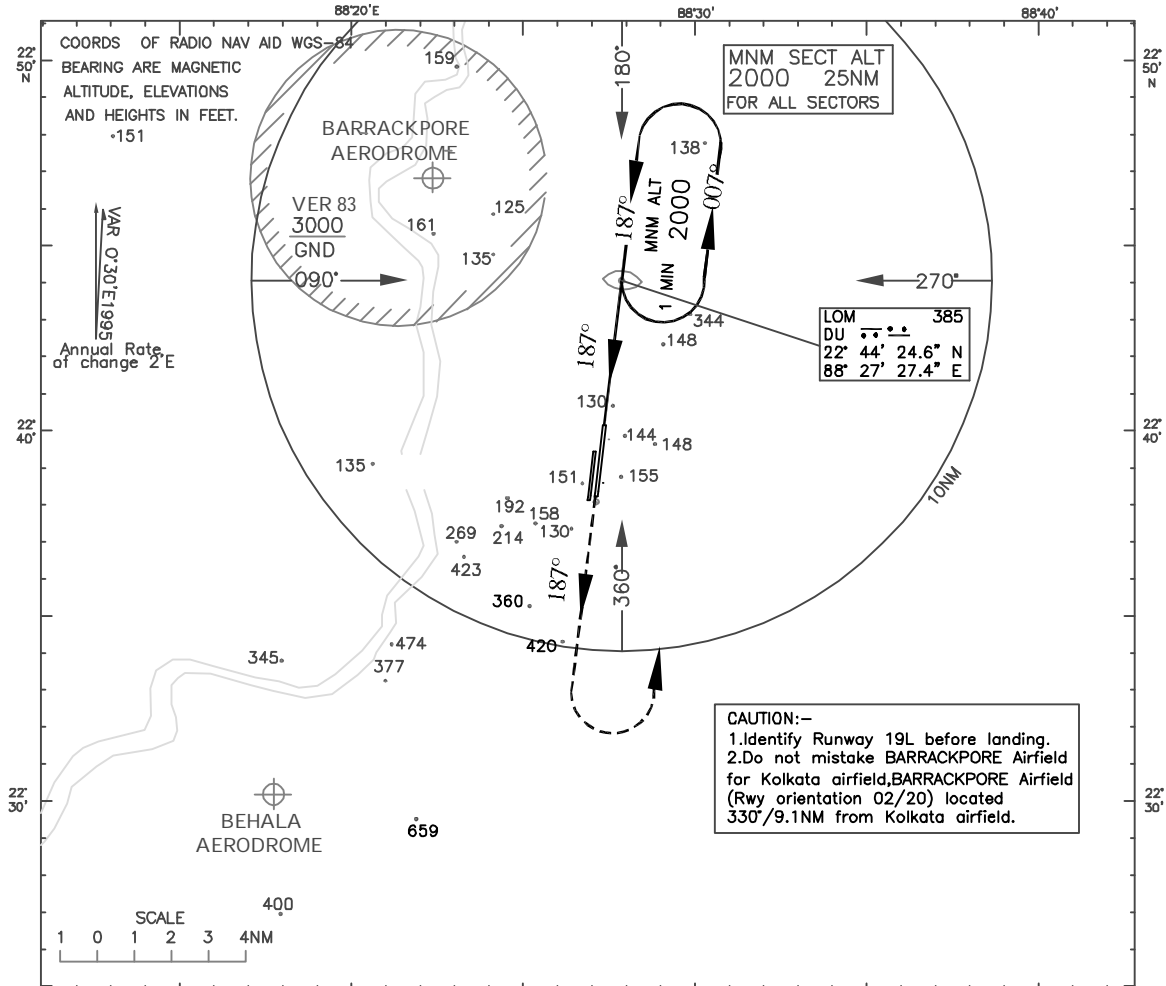 88°20'E
88°30'
88°40'
22°
50'
N
COORDS OF RADIO NAV AID WGS-84
BEARING ARE MAGNETIC
ALTITUDE, ELEVATIONS
AND HEIGHTS IN FEET.
151
159
180°
MNM SECT ALT
2000 25NM
FOR ALL SECTORS
22°
50'
N
BARRACKPORE
AERODROME
138
VER 83
3000
GND
161
125
135
090°
VAR 0°30'E1995
Annual Rate
of change 2'E
187°
MNM ALT
2000
1 MIN
007°
270°
344
148
LOM 385
DU
22° 44' 24.6" N
88° 27' 27.4" E
187°
130
22°
40'
144
148
22°
40'
135
151
155
10NM
192
158
269
214
130
423
187°
360°
360
420
474
345
377
CAUTION:-
1.Identify Runway 19L before landing.
2.Do not mistake BARRACKPORE Airfield
for Kolkata airfield,BARRACKPORE Airfield
(Rwy orientation 02/20) located
330°/9.1NM from Kolkata airfield.
22°
30'
22°
30'
BEHALA
AERODROME
659
400
SCALE
1 0 1 2 3 4NM